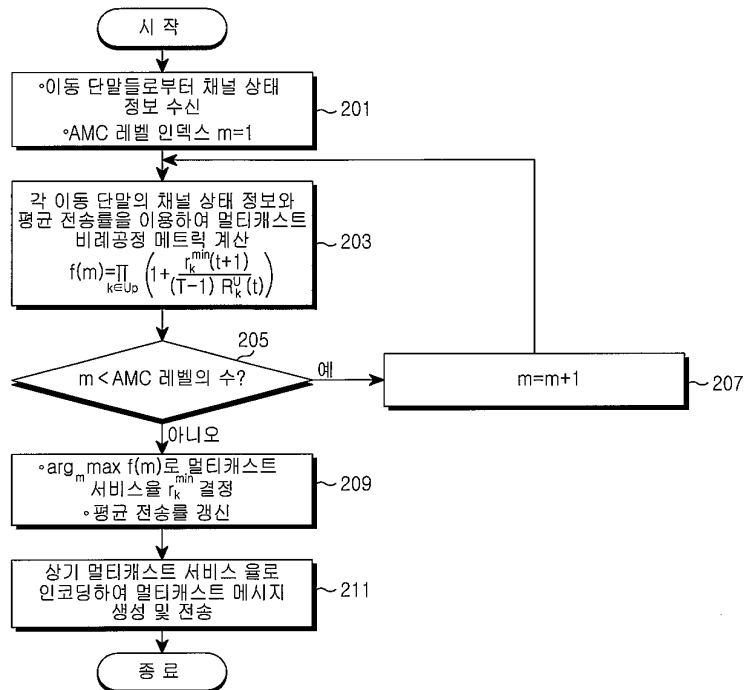 시 작
∘이동 단말들로부터 채널 상태
정보 수신
∘AMC 레벨 인덱스 m=1
201
각 이동 단말의 채널 상태 정보와
평균 전송률을 이용하여 멀티캐스트
비례공정 메트릭 계산
f(m)=∏_{k∈U_p} (1+ r_k^{min}(t+1) / (T−1) R_k^U(t))
203
205
m<AMC 레벨의 수?
예
m=m+1
207
아니오
∘arg_m max f(m)로 멀티캐스트
서비스율 r_k^{min} 결정
∘평균 전송률 갱신
209
상기 멀티캐스트 서비스 율로
인코딩하여 멀티캐스트 메시지
생성 및 전송
211
종 료